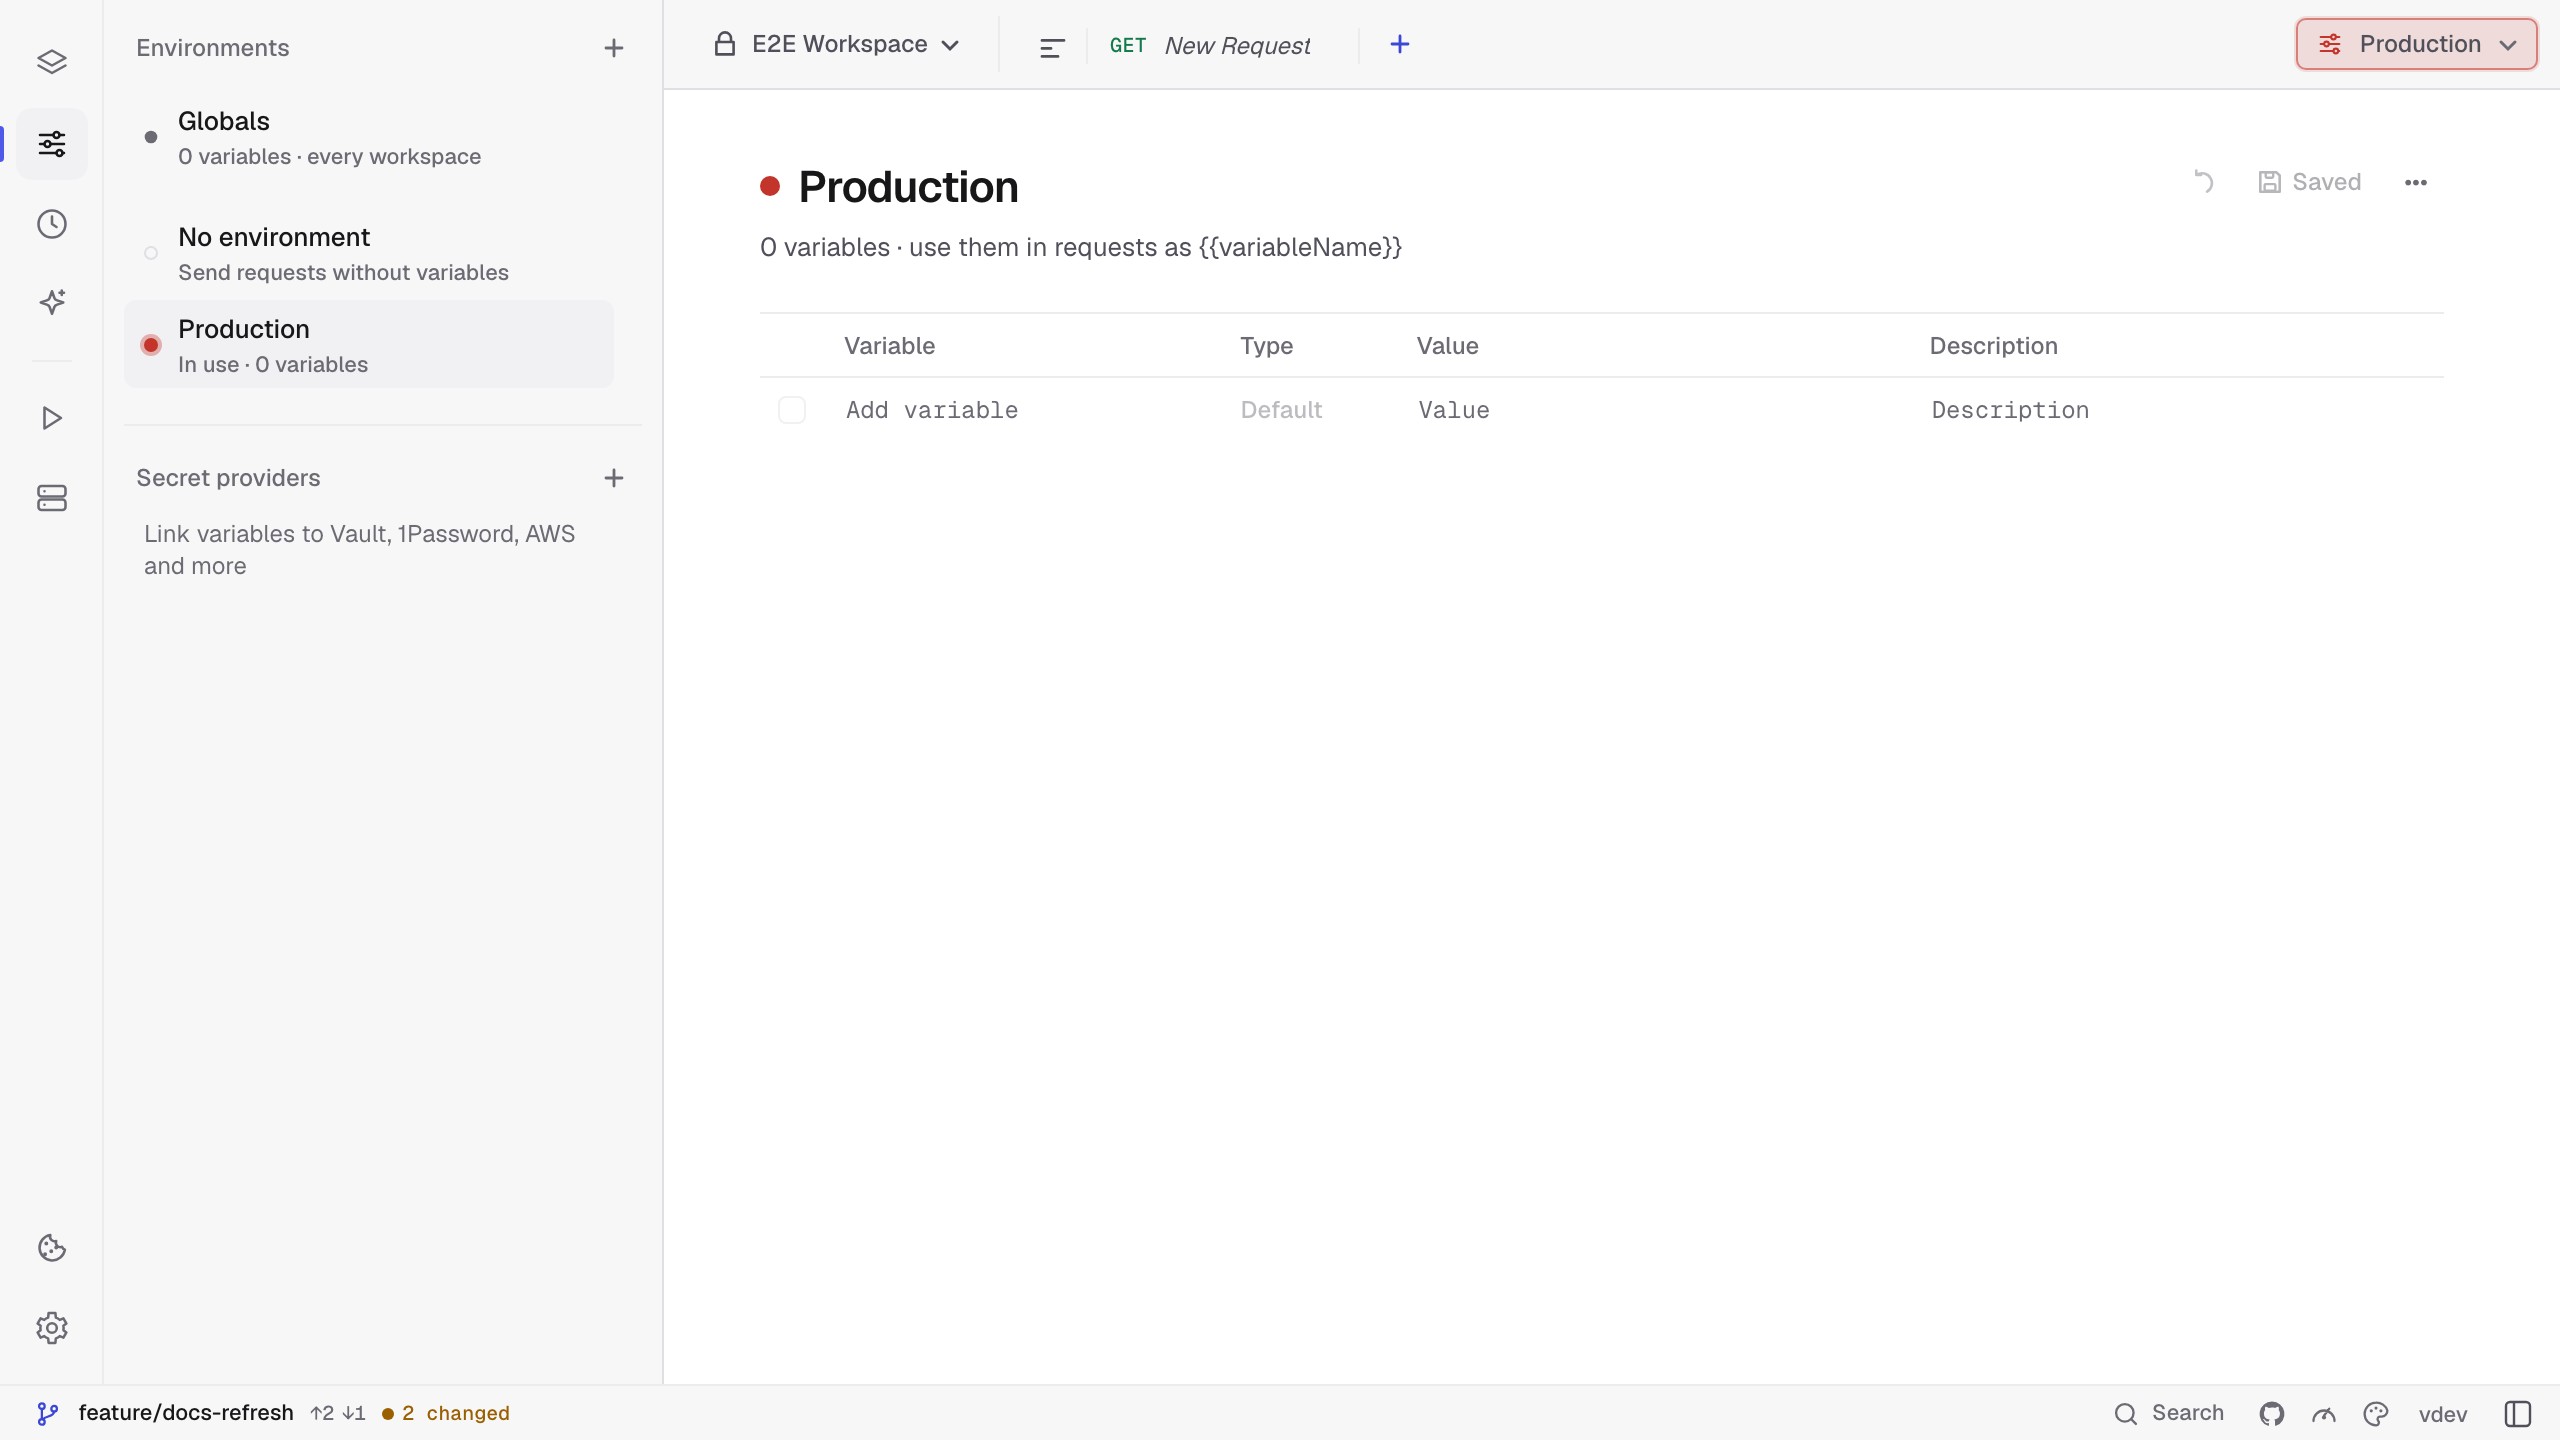 Environments
Globals
0 variables · every workspace
No environment
Send requests without variables
Production
In use · 0 variables
Secret providers
Link variables to Vault, 1Password, AWS
and more
E2E Workspace
GET New Request
Production
Production
Saved
0 variables · use them in requests as {{variableName}}
Variable Type Value Description
Add variable Default Value Description
feature/docs-refresh ↑2 ↓1 2 changed
Search
vdev